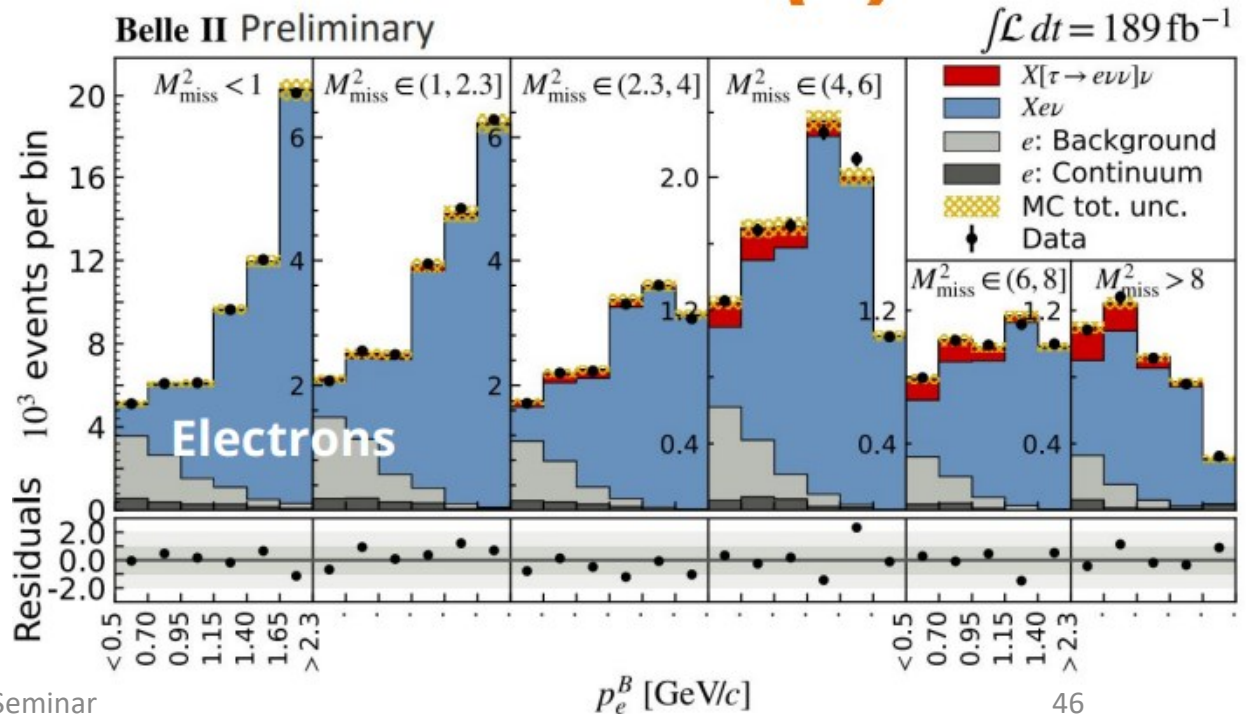 Belle II Preliminary
∫ℒ dt = 189 fb⁻¹
M²miss < 1
M²miss ∈ (1, 2.3]
M²miss ∈ (2.3, 4]
M²miss ∈ (4, 6]
X[τ → eνν]ν
Xeν
e: Background
e: Continuum
MC tot. unc.
Data
M²miss ∈ (6, 8]
M²miss > 8
10³ events per bin
20
16
12
8
4
0
6
4
2
6
4
2
1.2
0.4
2.0
1.2
0.4
1.2
0.4
Electrons
Residuals
2.0
0.0
-2.0
<0.5
0.70
0.95
1.15
1.40
1.65
>2.3
<0.5
0.70
0.95
1.15
1.40
>2.3
pₑᴮ [GeV/c]
Seminar
46